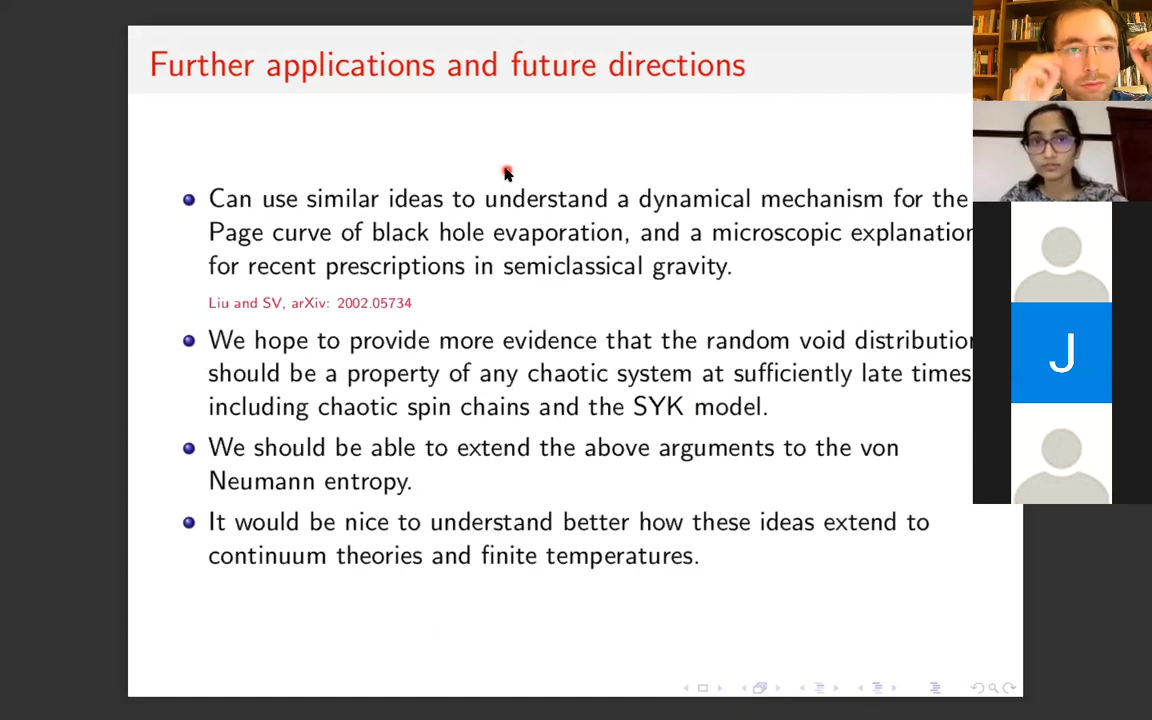 Further applications and future directions
Can use similar ideas to understand a dynamical mechanism for the
Page curve of black hole evaporation, and a microscopic explanation
for recent prescriptions in semiclassical gravity.
Liu and SV, arXiv: 2002.05734
We hope to provide more evidence that the random void distribution
should be a property of any chaotic system at sufficiently late times
including chaotic spin chains and the SYK model.
We should be able to extend the above arguments to the von
Neumann entropy.
It would be nice to understand better how these ideas extend to
continuum theories and finite temperatures.
J